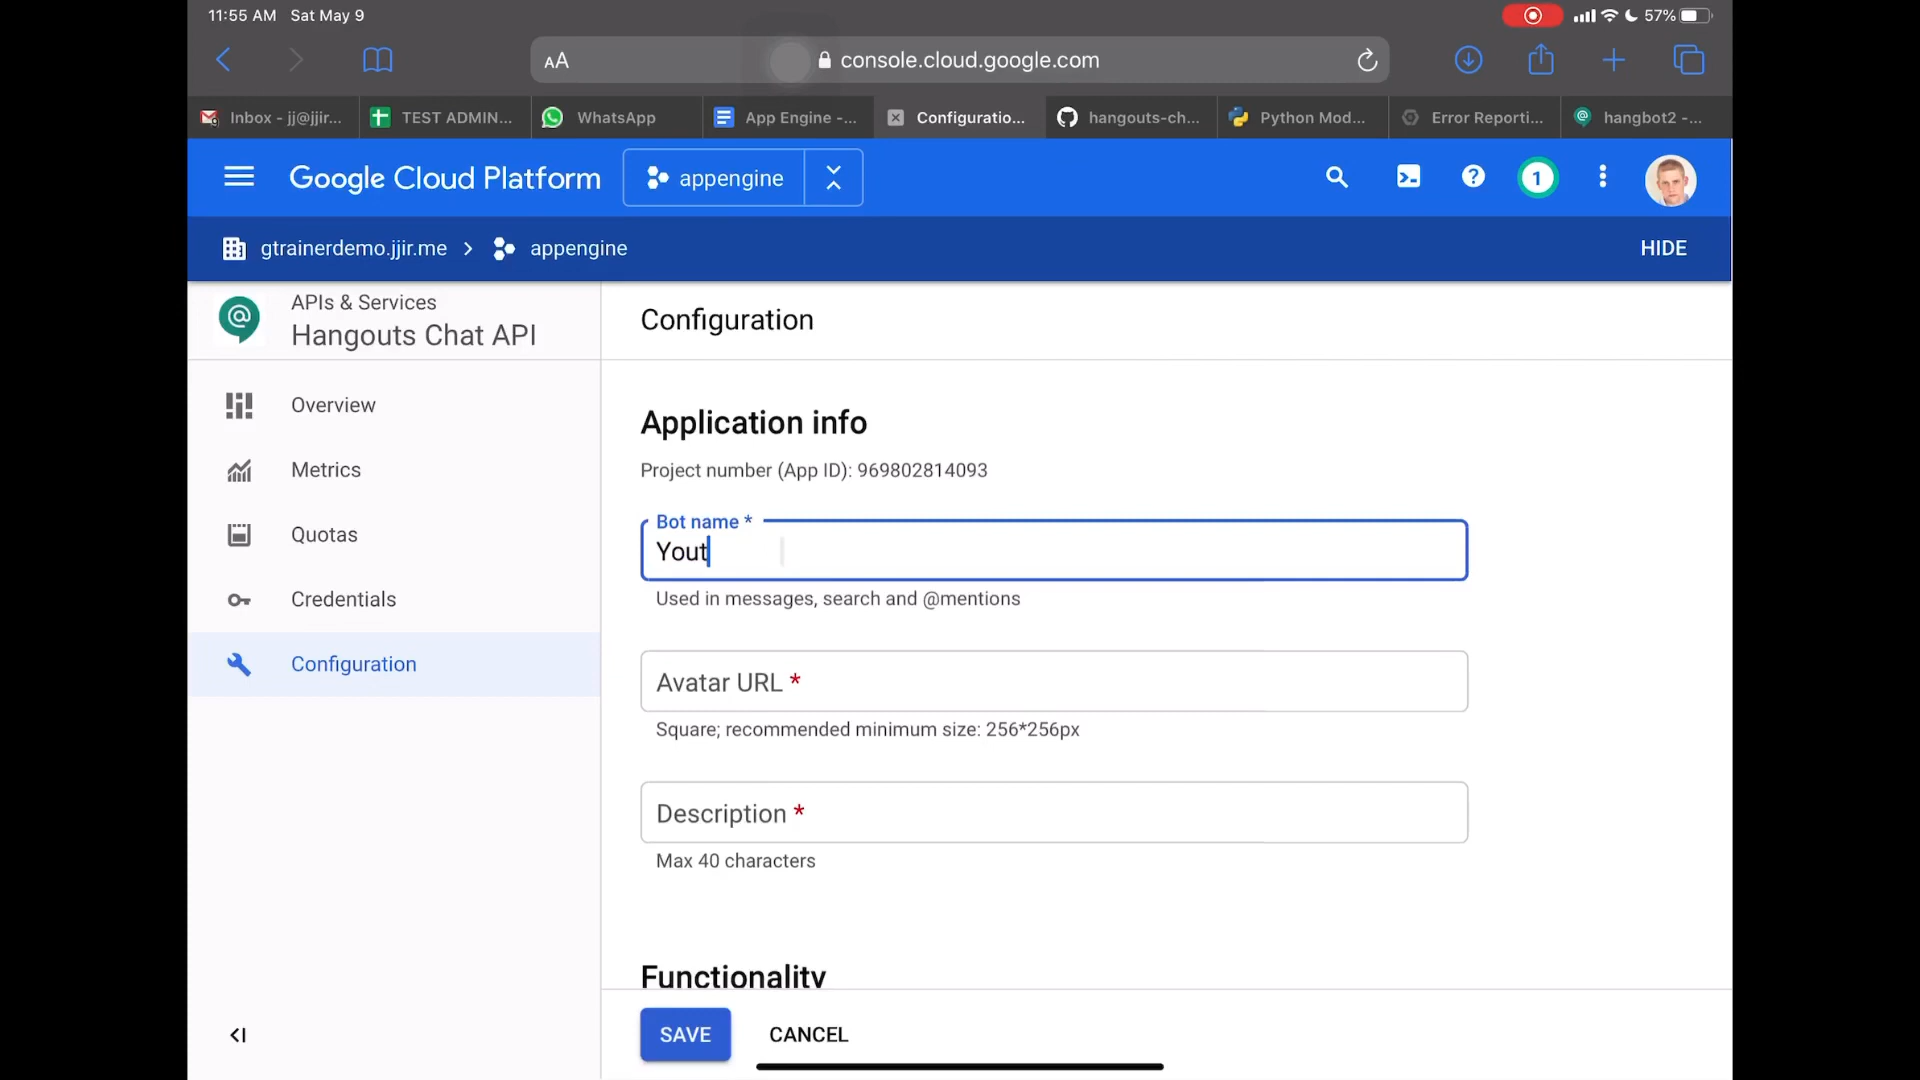 11:55 AM Sat May 9
57%
AA
console.cloud.google.com
Inbox - jj@jjir...
TEST ADMIN...
WhatsApp
App Engine -...
Configuratio...
hangouts-ch...
Python Mod...
Error Reporti...
hangbot2 -...
Google Cloud Platform
appengine
1
gtrainerdemo.jjir.me
appengine
HIDE
APIs & Services
Hangouts Chat API
Overview
Metrics
Quotas
Credentials
Configuration
Configuration
Application info
Project number (App ID): 969802814093
Bot name *
Yout
Used in messages, search and @mentions
Avatar URL *
Square; recommended minimum size: 256*256px
Description *
Max 40 characters
Functionality
SAVE
CANCEL